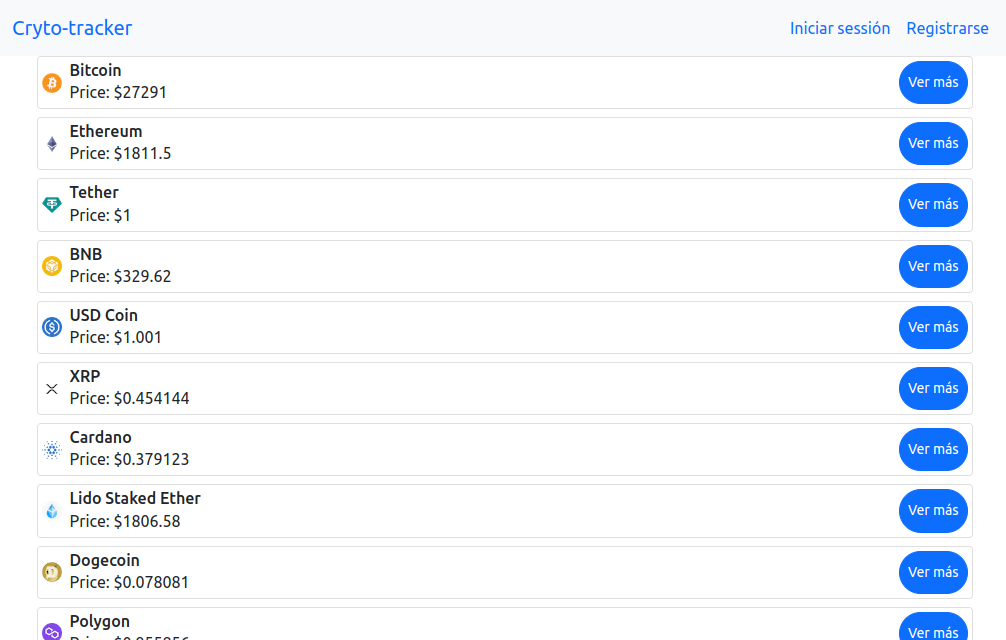 Cryto-tracker
Iniciar sesión Registrarse
Bitcoin
Price: $27291
Ver más
Ethereum
Price: $1811.5
Ver más
Tether
Price: $1
Ver más
BNB
Price: $329.62
Ver más
USD Coin
Price: $1.001
Ver más
XRP
Price: $0.454144
Ver más
Cardano
Price: $0.379123
Ver más
Lido Staked Ether
Price: $1806.58
Ver más
Dogecoin
Price: $0.078081
Ver más
Polygon
Ver más